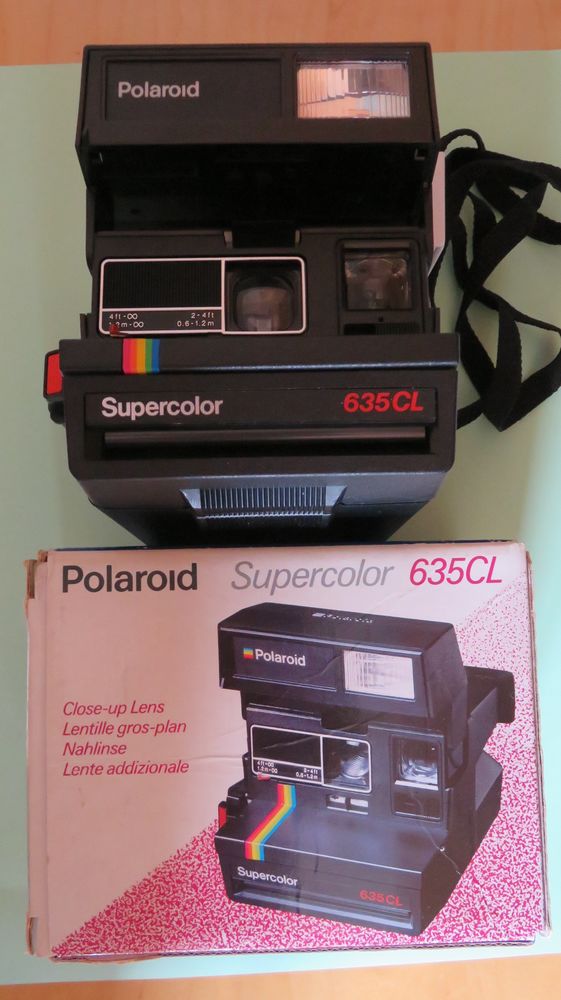 Polaroid
4ft-∞ 2-4ft
1.2m-∞ 0.6-1.2m
Supercolor 635CL
Polaroid Supercolor 635CL
Close-up Lens
Lentille gros-plan
Nahlinse
Lente addizionale
Polaroid
Polaroid
4ft-∞ 2-4ft
1.2m-∞ 0.6-1.2m
Supercolor
635CL